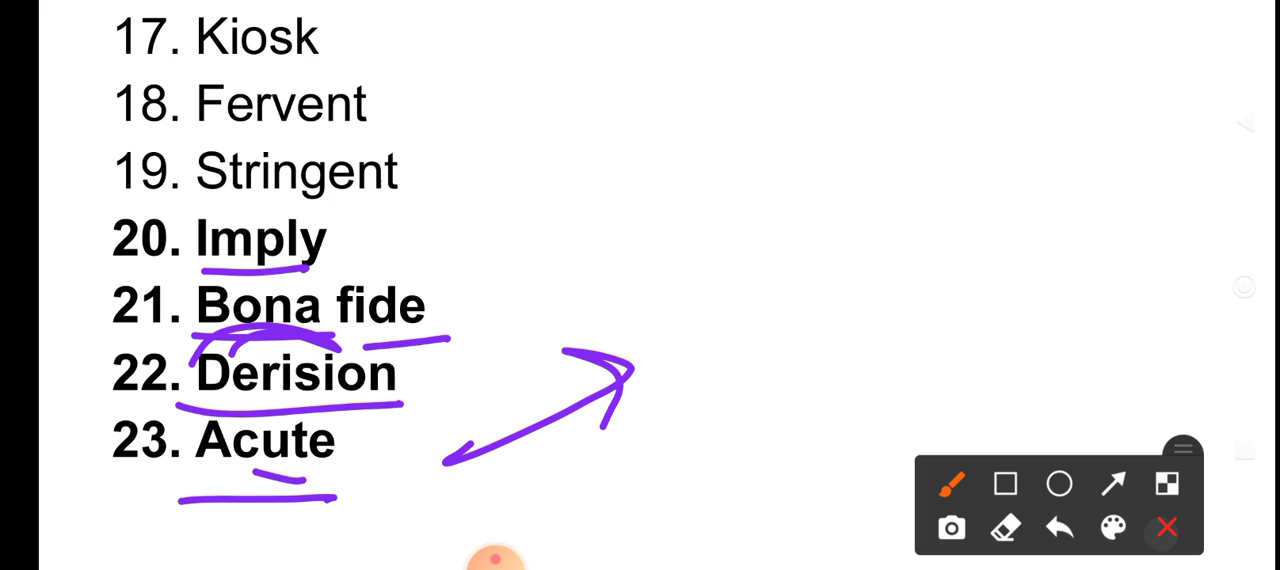 17. Kiosk
18. Fervent
19. Stringent
20. Imply
21. Bona fide
22. Derision
23. Acute